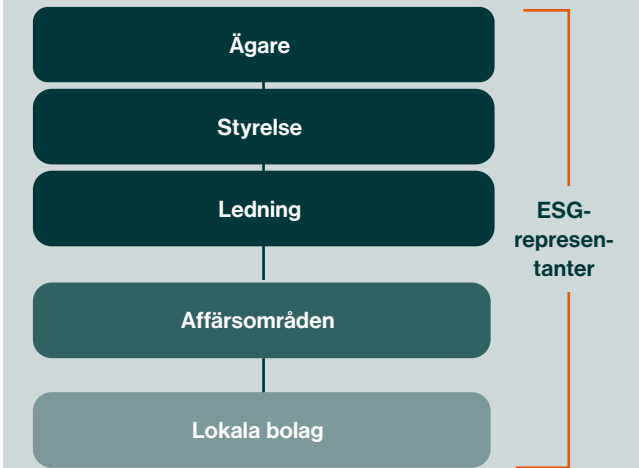 Ägare
Styrelse
Ledning
ESG-
represen-
tanter
Affärsområden
Lokala bolag